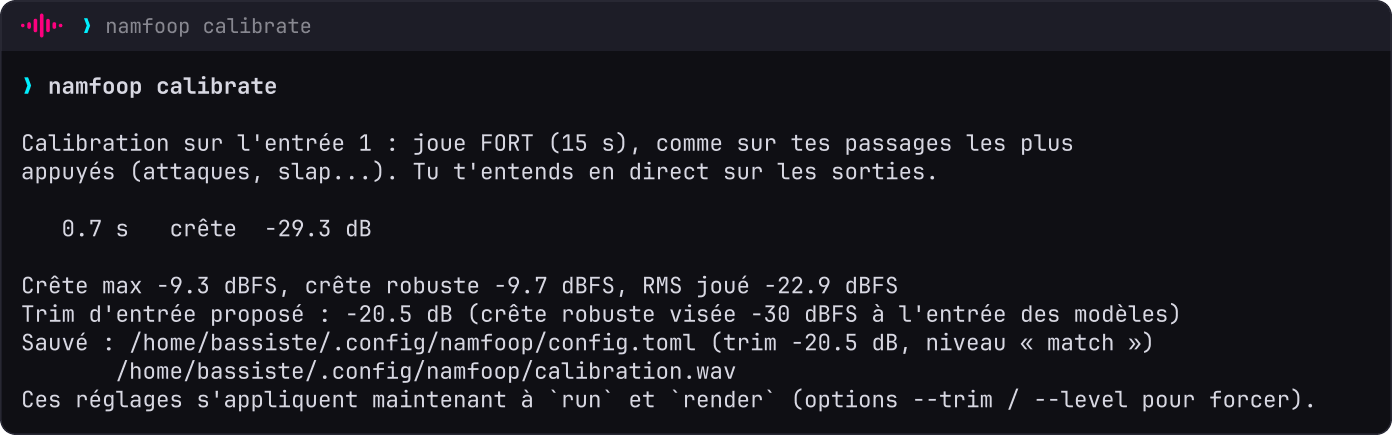 ❯ namfoop calibrate
❯ namfoop calibrate
Calibration sur l'entrée 1 : joue FORT (15 s), comme sur tes passages les plus
appuyés (attaques, slap...). Tu t'entends en direct sur les sorties.
0.7 s   crête  -29.3 dB
Crête max -9.3 dBFS, crête robuste -9.7 dBFS, RMS joué -22.9 dBFS
Trim d'entrée proposé : -20.5 dB (crête robuste visée -30 dBFS à l'entrée des modèles)
Sauvé : /home/bassiste/.config/namfoop/config.toml (trim -20.5 dB, niveau « match »)
/home/bassiste/.config/namfoop/calibration.wav
Ces réglages s'appliquent maintenant à `run` et `render` (options --trim / --level pour forcer).